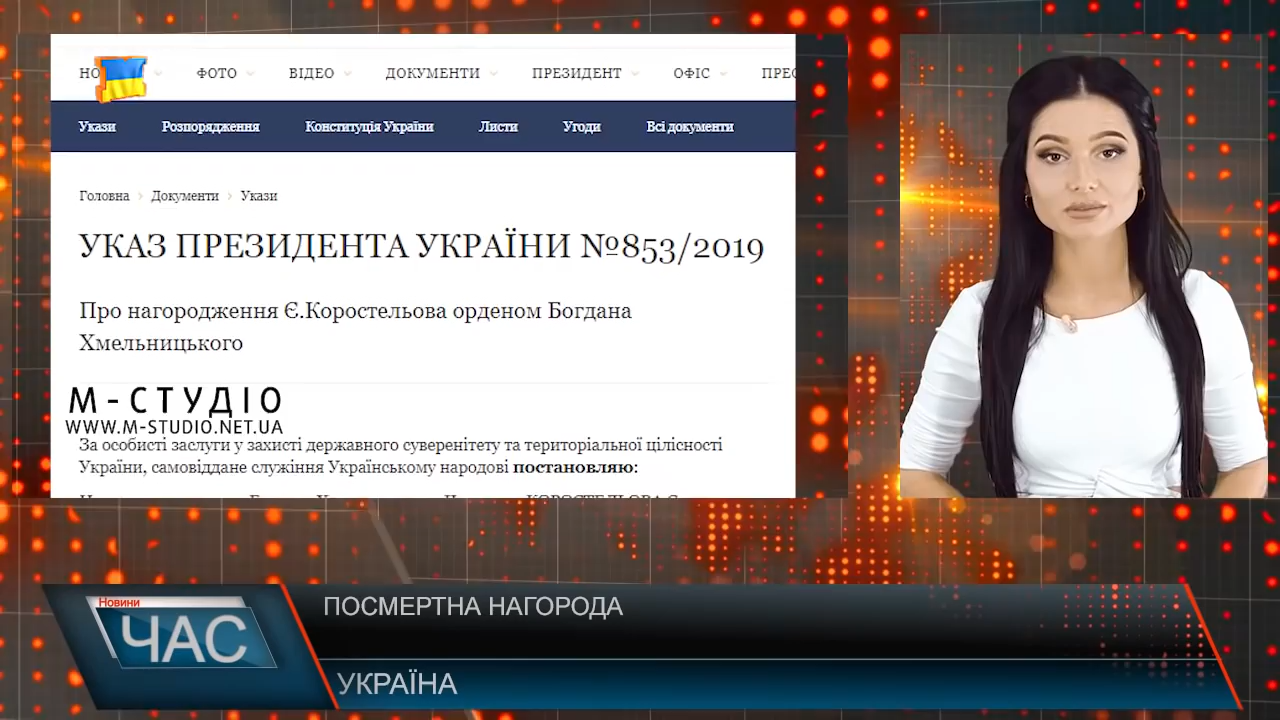 НО
ФОТО
ВІДЕО
ДОКУМЕНТИ
ПРЕЗИДЕНТ
ОФІС
ПРЕС
Укази
Розпорядження
Конституція України
Листи
Угоди
Всі документи
Головна › Документи › Укази
УКАЗ ПРЕЗИДЕНТА УКРАЇНИ №853/2019
Про нагородження Є.Коростельова орденом Богдана
Хмельницького
М-СТУДІО
WWW.M-STUDIO.NET.UA
За особисті заслуги у захисті державного суверенітету та територіальної цілісності
України, самовіддане служіння Українському народові постановляю:
Новини
ЧАС
ПОСМЕРТНА НАГОРОДА
УКРАЇНА